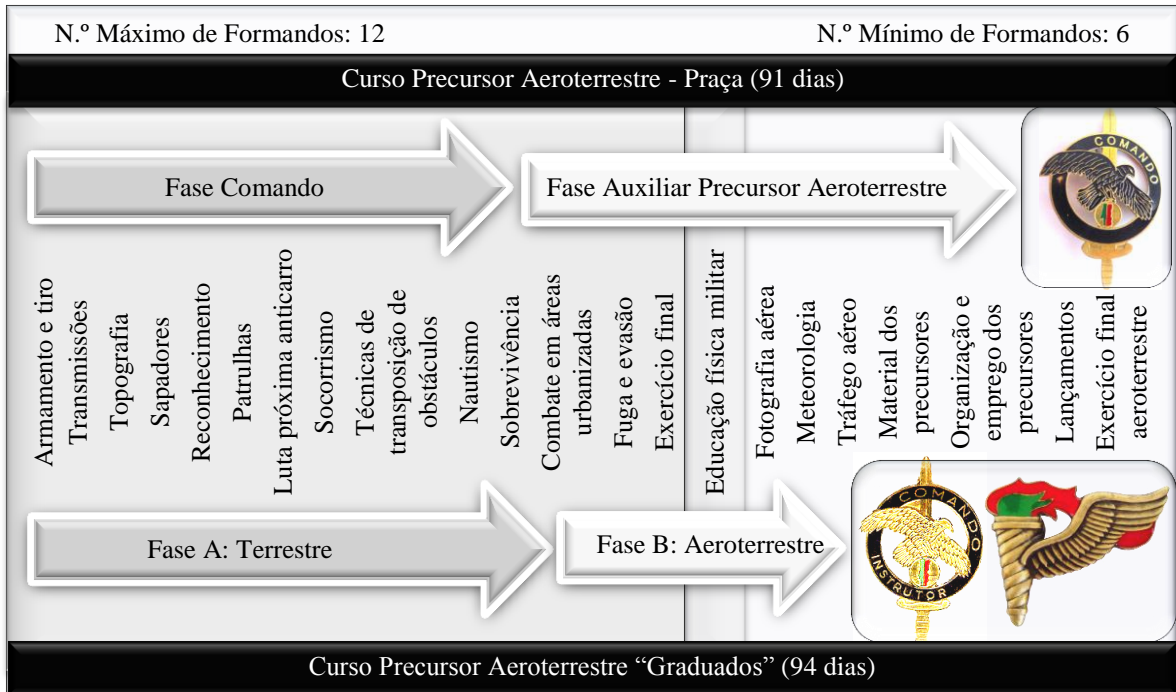 N.º Máximo de Formandos: 12
N.º Mínimo de Formandos: 6
Curso Precursor Aeroterrestre - Praça (91 dias)
Fase Comando
Fase Auxiliar Precursor Aeroterrestre
COMANDO
Armamento e tiro
Transmissões
Topografia
Sapadores
Reconhecimento
Patrulhas
Luta próxima anticarro
Socorrismo
Técnicas de
transposição de
obstáculos
Nautismo
Sobrevivência
Combate em áreas
urbanizadas
Fuga e evasão
Exercício final
Educação física militar
Fotografia aérea
Meteorologia
Tráfego aéreo
Material dos
precursores
Organização e
emprego dos
precursores
Lançamentos
Exercício final
aeroterrestre
Fase A: Terrestre
Fase B: Aeroterrestre
COMANDO
INSTRUTOR
Curso Precursor Aeroterrestre “Graduados” (94 dias)